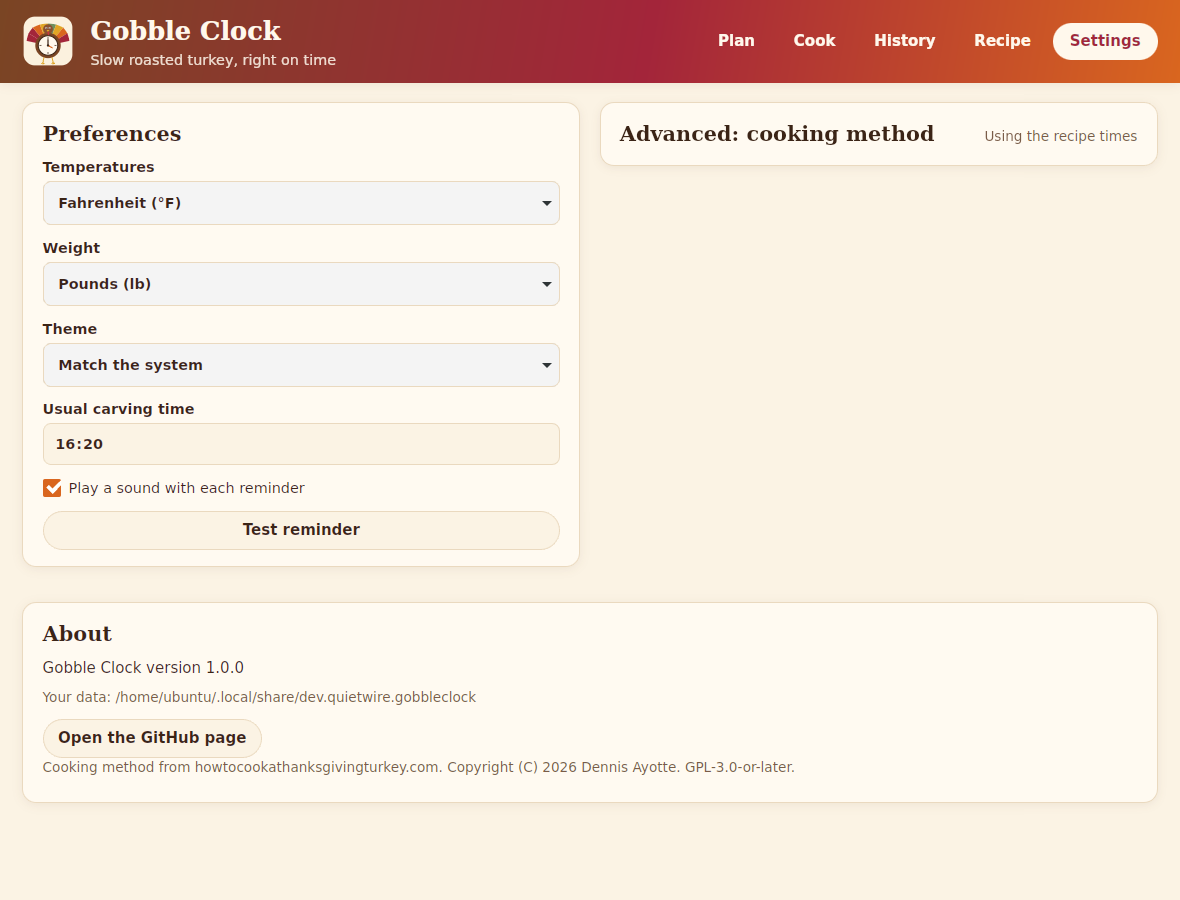 Gobble Clock
Slow roasted turkey, right on time
Plan
Cook
History
Recipe
Settings
Preferences
Temperatures
Fahrenheit (°F)
Weight
Pounds (lb)
Theme
Match the system
Usual carving time
16:20
Play a sound with each reminder
Test reminder
Advanced: cooking method
Using the recipe times
About
Gobble Clock version 1.0.0
Your data: /home/ubuntu/.local/share/dev.quietwire.gobbleclock
Open the GitHub page
Cooking method from howtocookathanksgivingturkey.com. Copyright (C) 2026 Dennis Ayotte. GPL-3.0-or-later.